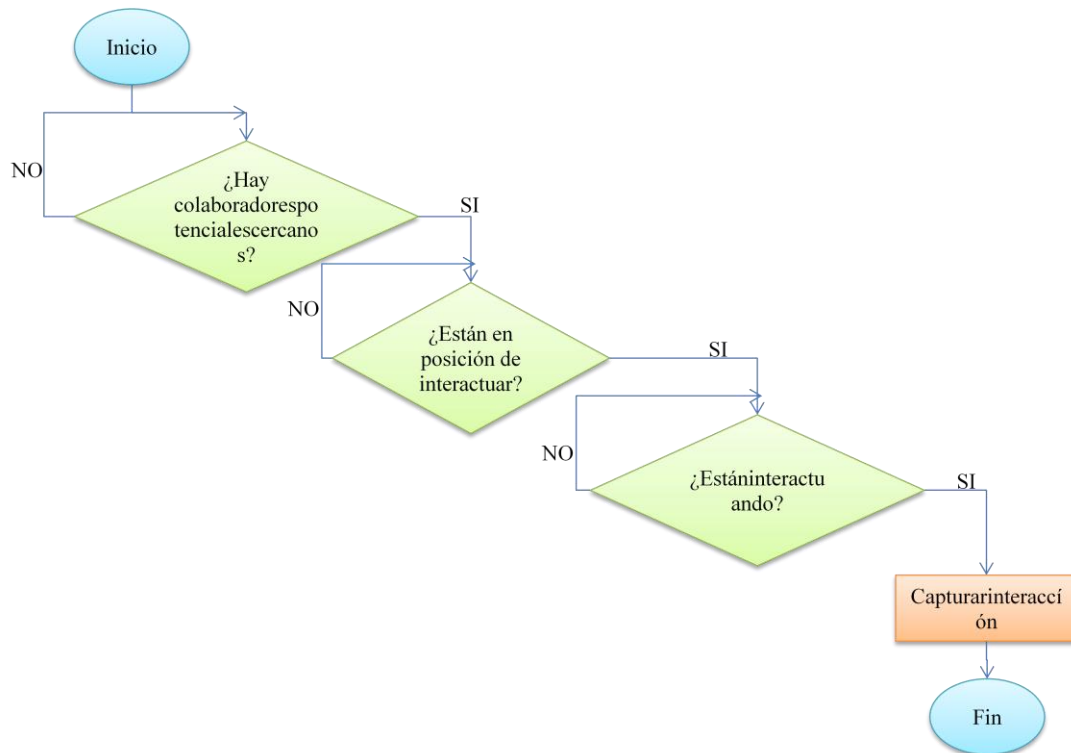 Inicio
NO
¿Hay
colaboradorespo
tencialescercano
s?
SI
NO
¿Están en
posición de
interactuar?
SI
NO
¿Estáninteractu
ando?
SI
Capturarinteracci
ón
Fin